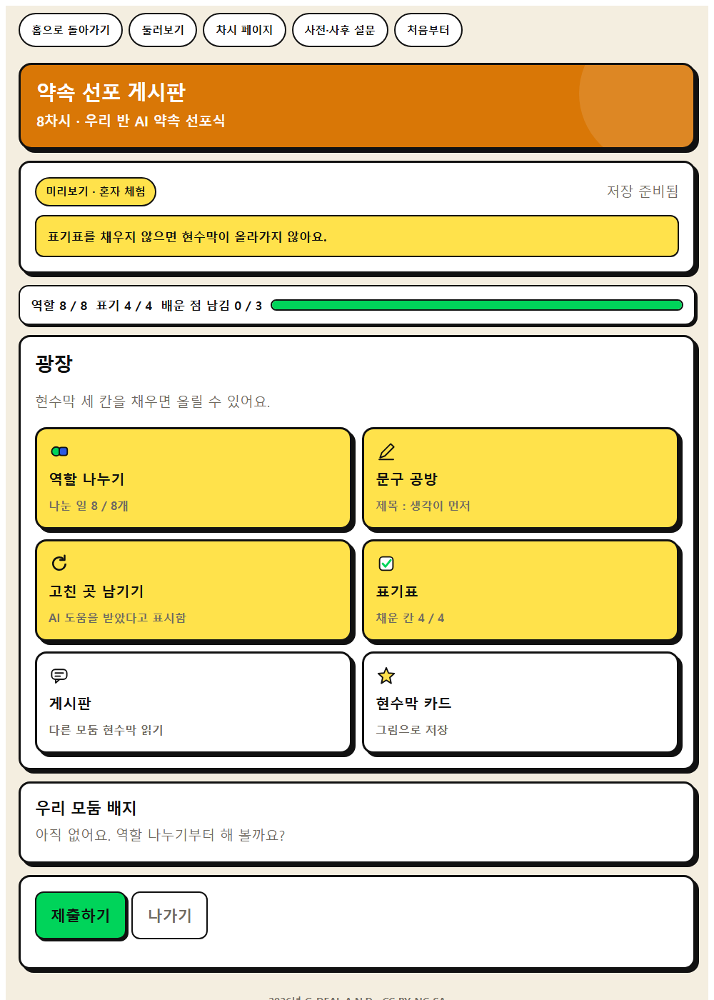 홈으로 돌아가기 둘러보기 차시 페이지 사전·사후 설문 처음부터
약속 선포 게시판
8차시 · 우리 반 AI 약속 선포식
미리보기 · 혼자 체험 저장 준비됨
표기표를 채우지 않으면 현수막이 올라가지 않아요.
역할 8 / 8 표기 4 / 4 배운 점 남김 0 / 3
광장
현수막 세 칸을 채우면 올릴 수 있어요.
역할 나누기
나눈 일 8 / 8개
문구 공방
제목 : 생각이 먼저
고친 곳 남기기
AI 도움을 받았다고 표시함
표기표
채운 칸 4 / 4
게시판
다른 모둠 현수막 읽기
현수막 카드
그림으로 저장
우리 모둠 배지
아직 없어요. 역할 나누기부터 해 볼까요?
제출하기 나가기